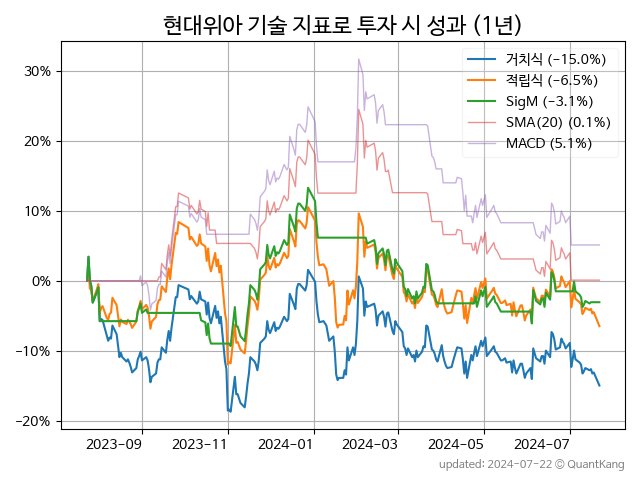 현대위아 기술 지표로 투자 시 성과 (1년)
30%
20%
10%
0%
−10%
−20%
거치식 (−15.0%)
적립식 (−6.5%)
SigM (−3.1%)
SMA(20) (0.1%)
MACD (5.1%)
2023−09 2023−11 2024−01 2024−03 2024−05 2024−07
updated: 2024-07-22 © QuantKang